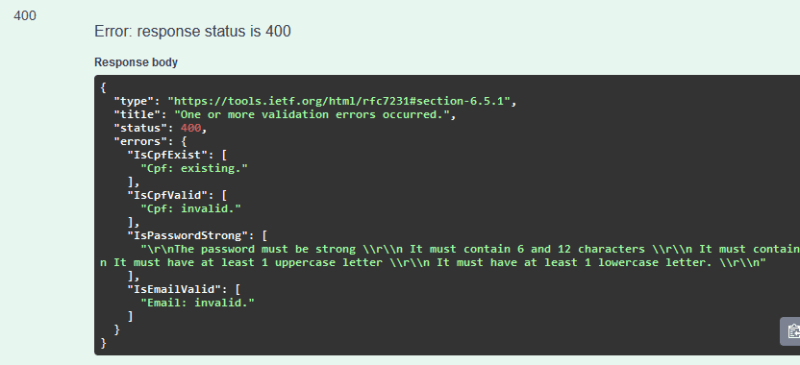 400
Error: response status is 400
Response body
{
"type": "https://tools.ietf.org/html/rfc7231#section-6.5.1",
"title": "One or more validation errors occurred.",
"status": 400,
"errors": {
"IsCpfExist": [
"Cpf: existing."
],
"IsCpfValid": [
"Cpf: invalid."
],
"IsPasswordStrong": [
"\r\nThe password must be strong \\r\\n It must contain 6 and 12 characters \\r\\n It must contain
n It must have at least 1 uppercase letter \\r\\n It must have at least 1 lowercase letter. \\r\\n"
],
"IsEmailValid": [
"Email: invalid."
]
}
}